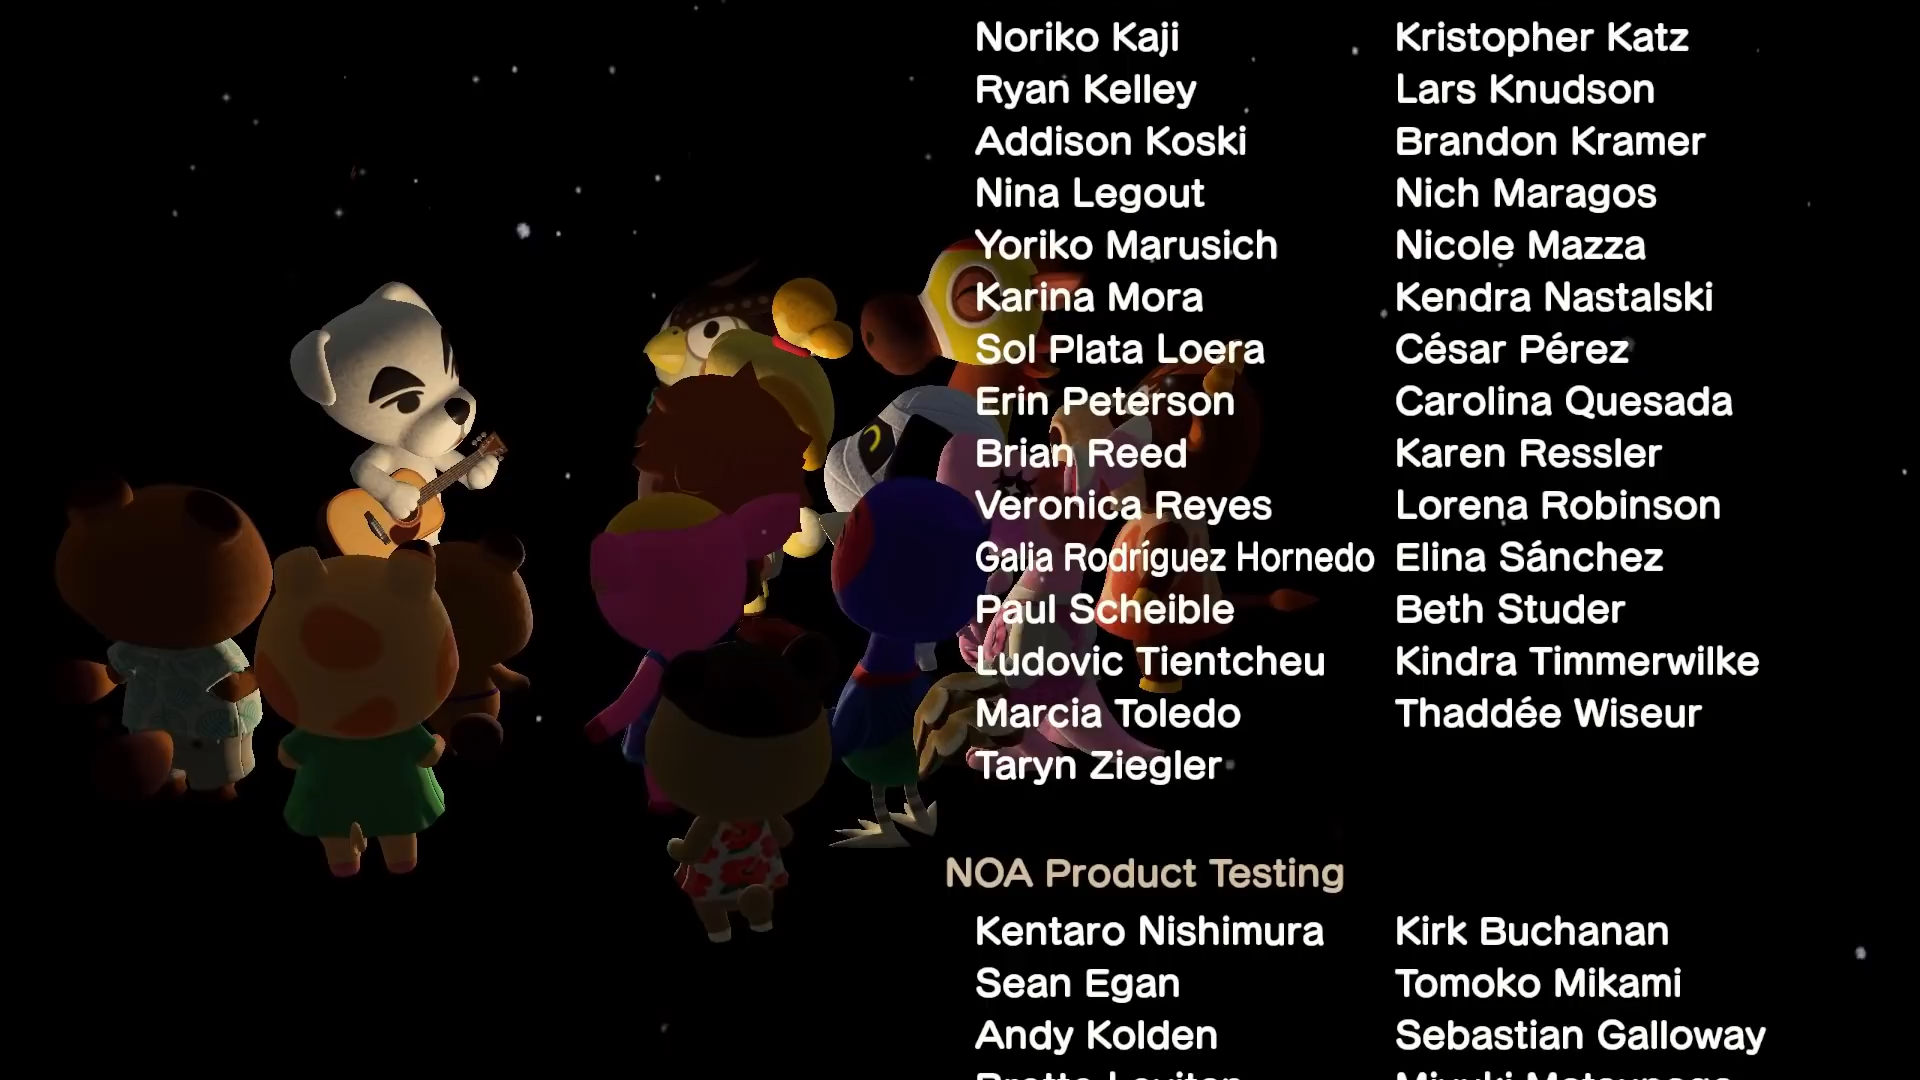 Noriko Kaji Kristopher Katz
Ryan Kelley Lars Knudson
Addison Koski Brandon Kramer
Nina Legout Nich Maragos
Yoriko Marusich Nicole Mazza
Karina Mora Kendra Nastalski
Sol Plata Loera César Pérez
Erin Peterson Carolina Quesada
Brian Reed Karen Ressler
Veronica Reyes Lorena Robinson
Galia Rodríguez Hornedo Elina Sánchez
Paul Scheible Beth Studer
Ludovic Tientcheu Kindra Timmerwilke
Marcia Toledo Thaddée Wiseur
Taryn Ziegler
NOA Product Testing
Kentaro Nishimura Kirk Buchanan
Sean Egan Tomoko Mikami
Andy Kolden Sebastian Galloway